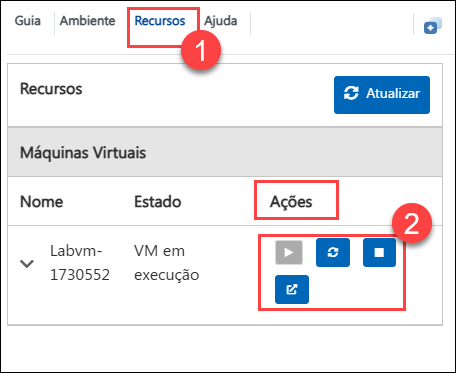 Guia Ambiente Recursos Ajuda
1
Recursos
Atualizar
Máquinas Virtuais
Nome Estado Ações
2
Labvm-
1730552
VM em
execução